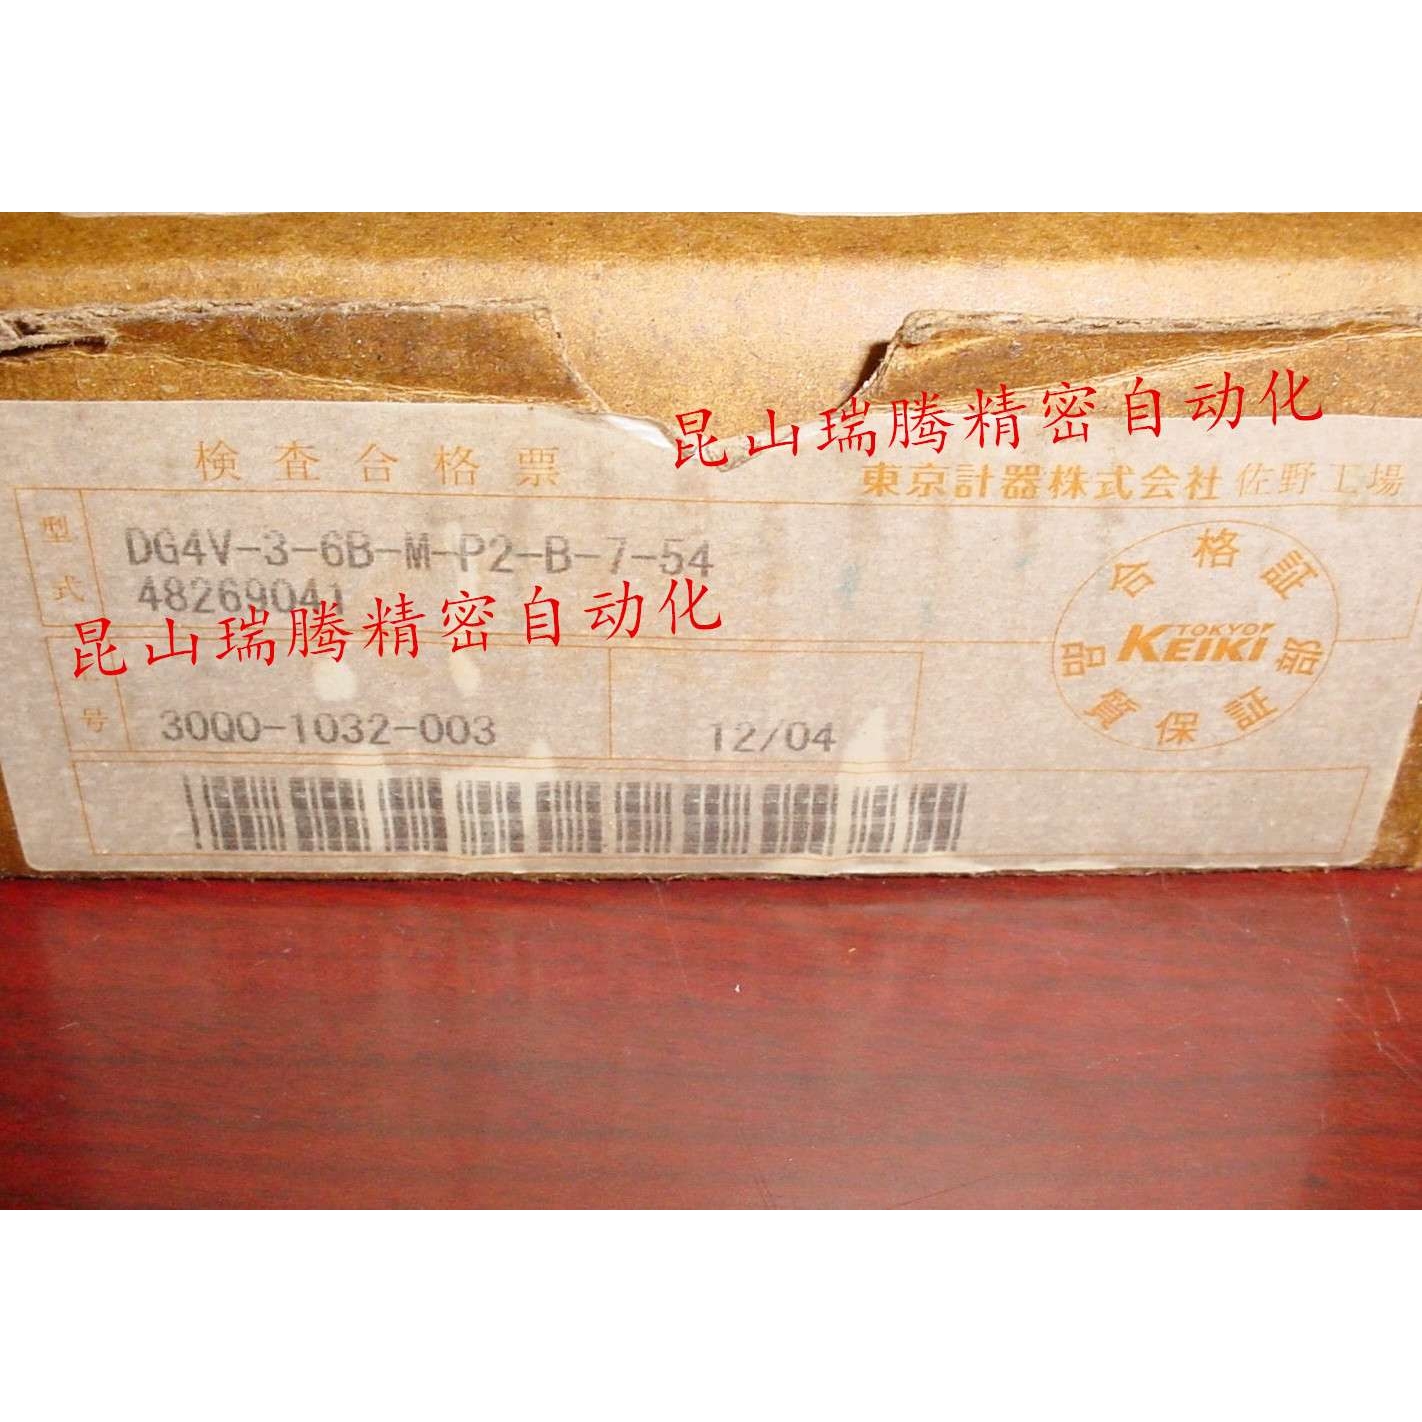 昆山瑞腾精密自动化
検査合格票
東京計器株式会社 佐野工場
型式
DG4V-3-6B-M-P2-B-7-54
48269041
昆山瑞腾精密自动化
号
30Q0-1032-003
12/04
合格証
TOKYO
KEIKI
品質保証部